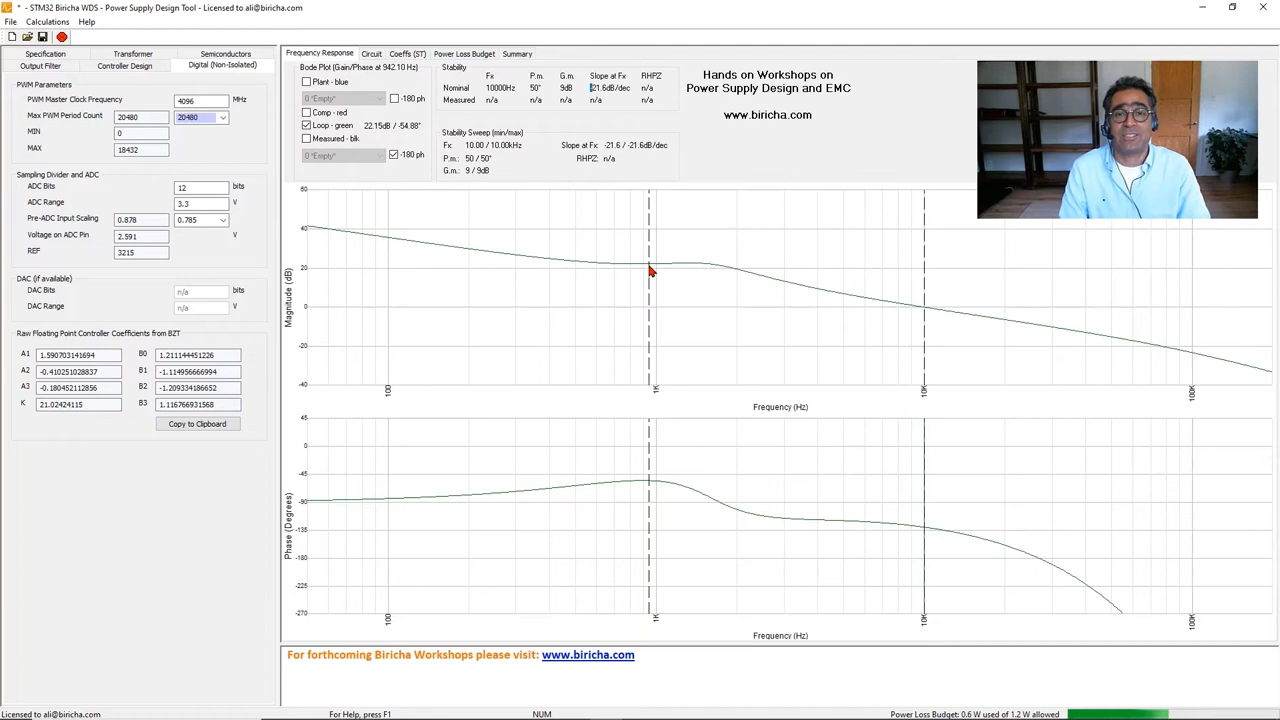 * - STM32 Biricha WDS - Power Supply Design Tool - Licensed to ali@biricha.com
File Calculations Help
Specification Transformer Semiconductors
Output Filter Controller Design Digital (Non-Isolated)
PWM Parameters
PWM Master Clock Frequency 4096 MHz
Max PWM Period Count 20480 20480
MIN 0
MAX 18432
Sampling Divider and ADC
ADC Bits 12 bits
ADC Range 3.3 V
Pre-ADC Input Scaling 0.878 0.785
Voltage on ADC Pin 2.591 V
REF 3215
DAC (if available)
DAC Bits n/a bits
DAC Range n/a V
Raw Floating Point Controller Coefficients from BZT
A1 1.590703141694 B0 1.211144451226
A2 -0.410251028837 B1 -1.114956666994
A3 -0.180452112856 B2 -1.209334186652
K 21.02424115 B3 1.116766931568
Copy to Clipboard
Frequency Response Circuit Coeffs (ST) Power Loss Budget Summary
Bode Plot (Gain/Phase at 942.10 Hz)
Plant - blue
0 "Empty" -180 ph
Comp - red
Loop - green 22.15dB / -54.88°
Measured - blk
0 "Empty" -180 ph
Stability
Fx P.m. G.m. Slope at Fx RHPZ
Nominal 10000Hz 50° 9dB -21.6dB/dec n/a
Measured n/a n/a n/a n/a n/a
Stability Sweep (min/max)
Fx 10.00 / 10.00kHz Slope at Fx -21.6 / -21.6dB/dec
P.m.: 50 / 50° RHPZ: n/a
G.m.: 9 / 9dB
Hands on Workshops on
Power Supply Design and EMC
www.biricha.com
60
40
20
0
-20
-40
Magnitude (dB)
100 1K 10K 100K
Frequency (Hz)
45
0
-45
-90
-135
-180
-225
-270
Phase (Degrees)
100 1K 10K 100K
Frequency (Hz)
For forthcoming Biricha Workshops please visit: www.biricha.com
Licensed to ali@biricha.com For Help, press F1 NUM Power Loss Budget: 0.6 W used of 1.2 W allowed